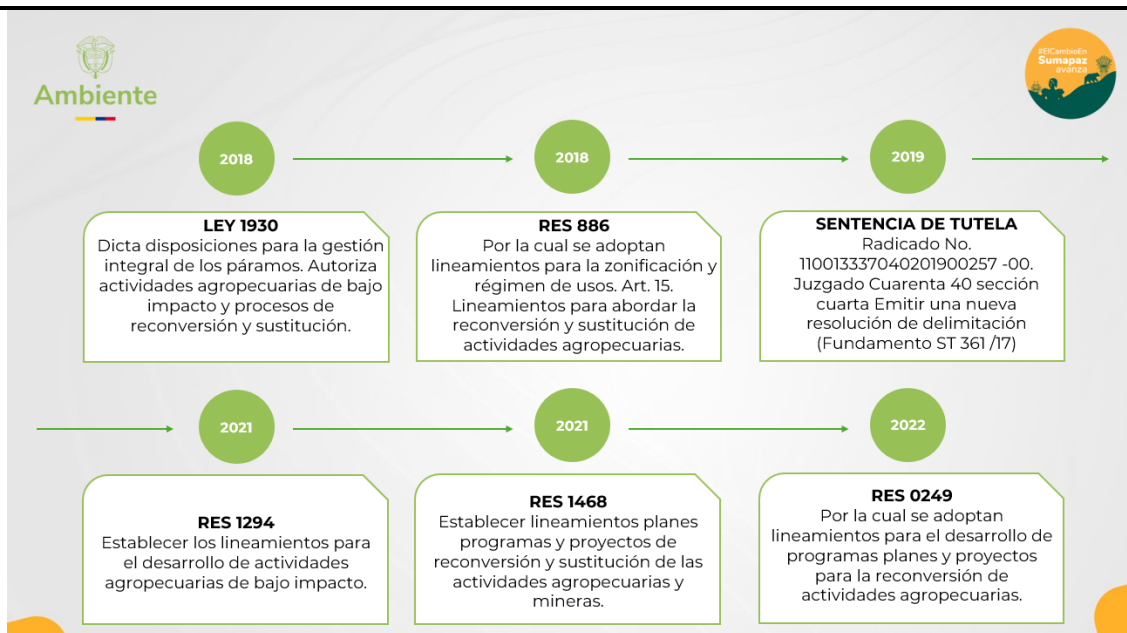 Ambiente
#ElCambioEn
Sumapaz
avanza
2018
2018
2019
LEY 1930
Dicta disposiciones para la gestión
integral de los páramos. Autoriza
actividades agropecuarias de bajo
impacto y procesos de
reconversión y sustitución.
RES 886
Por la cual se adoptan
lineamientos para la zonificación y
régimen de usos. Art. 15.
Lineamientos para abordar la
reconversión y sustitución de
actividades agropecuarias.
SENTENCIA DE TUTELA
Radicado No.
110013337040201900257 -00.
Juzgado Cuarenta 40 sección
cuarta Emitir una nueva
resolución de delimitación
(Fundamento ST 361 /17)
2021
2021
2022
RES 1294
Establecer los lineamientos para
el desarrollo de actividades
agropecuarias de bajo impacto.
RES 1468
Establecer lineamientos planes
programas y proyectos de
reconversión y sustitución de las
actividades agropecuarias y
mineras.
RES 0249
Por la cual se adoptan
lineamientos para el desarrollo de
programas planes y proyectos
para la reconversión de
actividades agropecuarias.